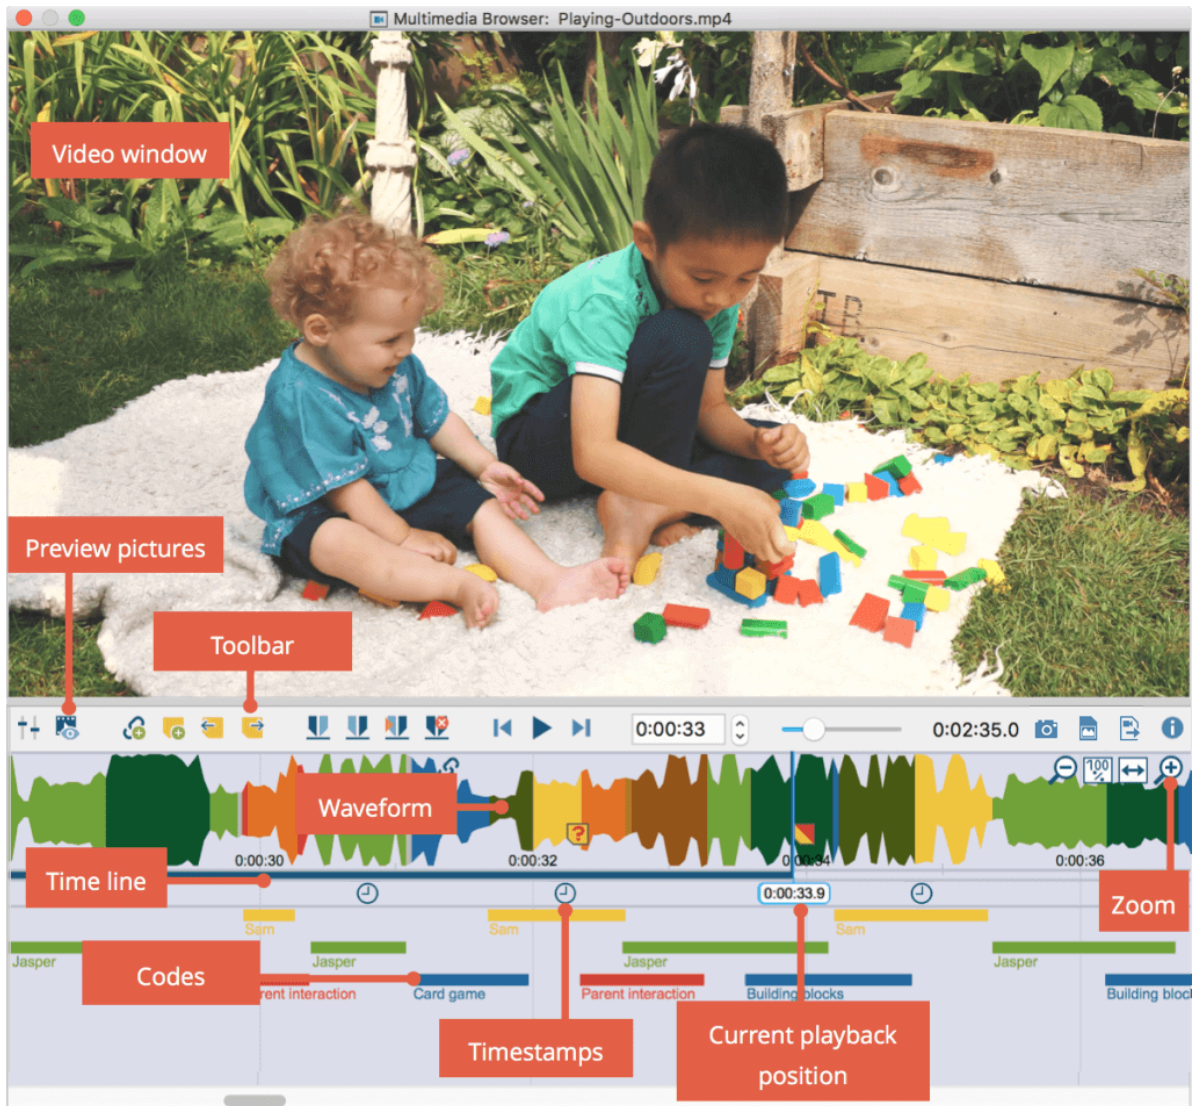 Multimedia Browser: Playing-Outdoors.mp4
Video window
TB
Preview pictures
Toolbar
0:00:33
0:02:35.0
100
%
Waveform
?
0:00:30
0:00:32
0:00:34
0:00:36
Time line
0:00:33.9
Zoom
Sam
Sam
Sam
Jasper
Jasper
Jasper
Jasper
Codes
rent interaction
Card game
Parent interaction
Building blocks
Building bloc
Timestamps
Current playback
position